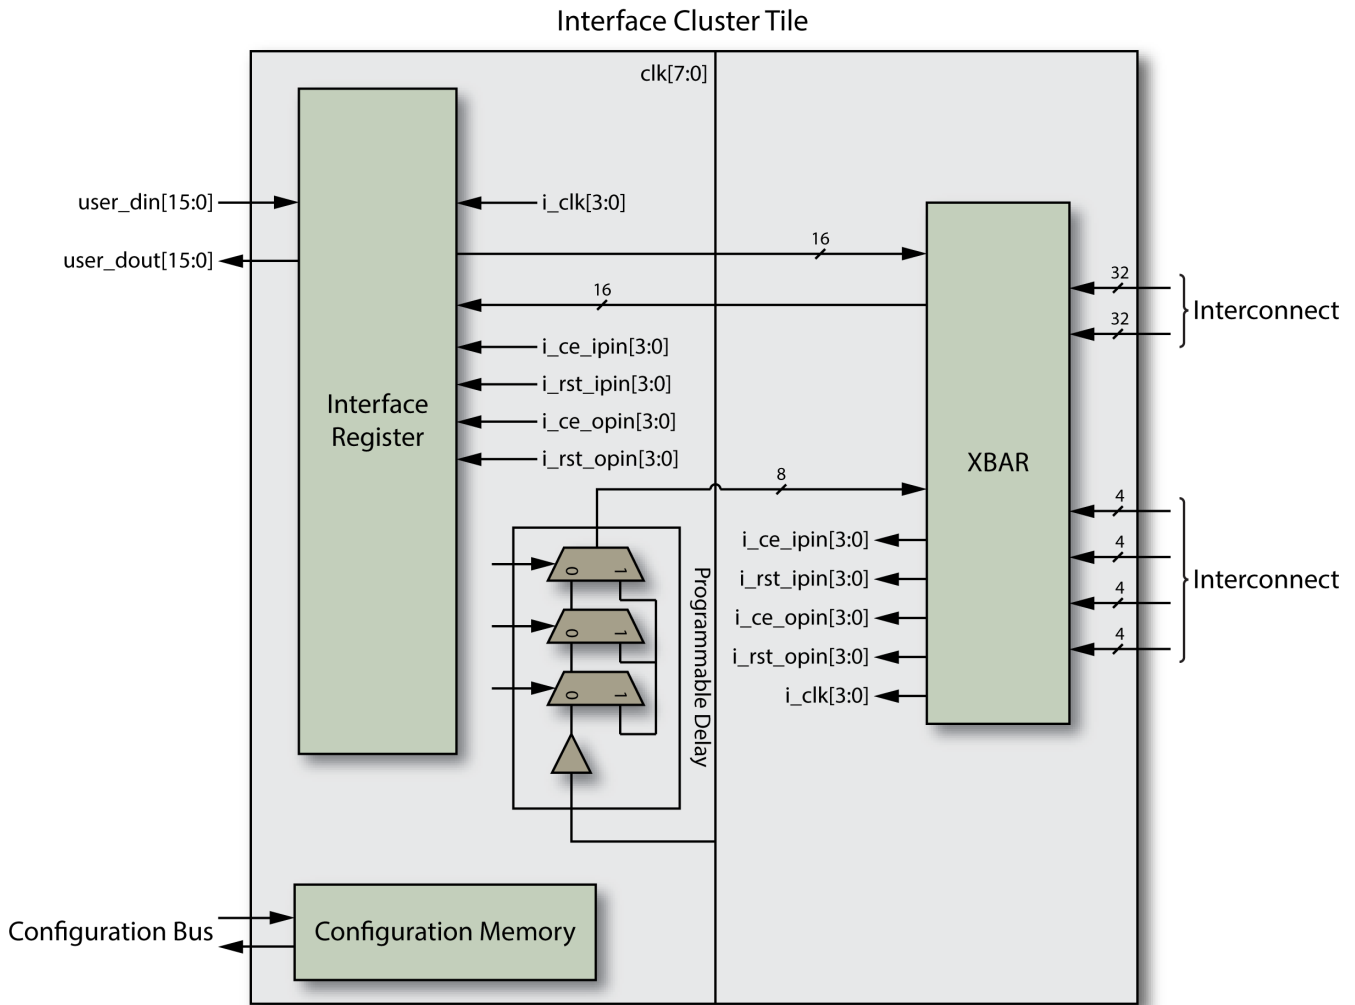 Interface Cluster Tile
clk[7:0]
user_din[15:0]
i_clk[3:0]
user_dout[15:0]
16
16
32
32
Interconnect
i_ce_ipin[3:0]
i_rst_ipin[3:0]
i_ce_opin[3:0]
i_rst_opin[3:0]
Interface
Register
XBAR
8
4
4
4
4
Interconnect
i_ce_ipin[3:0]
i_rst_ipin[3:0]
i_ce_opin[3:0]
i_rst_opin[3:0]
i_clk[3:0]
0 1
0 1
0 1
Programmable Delay
Configuration Bus
Configuration Memory